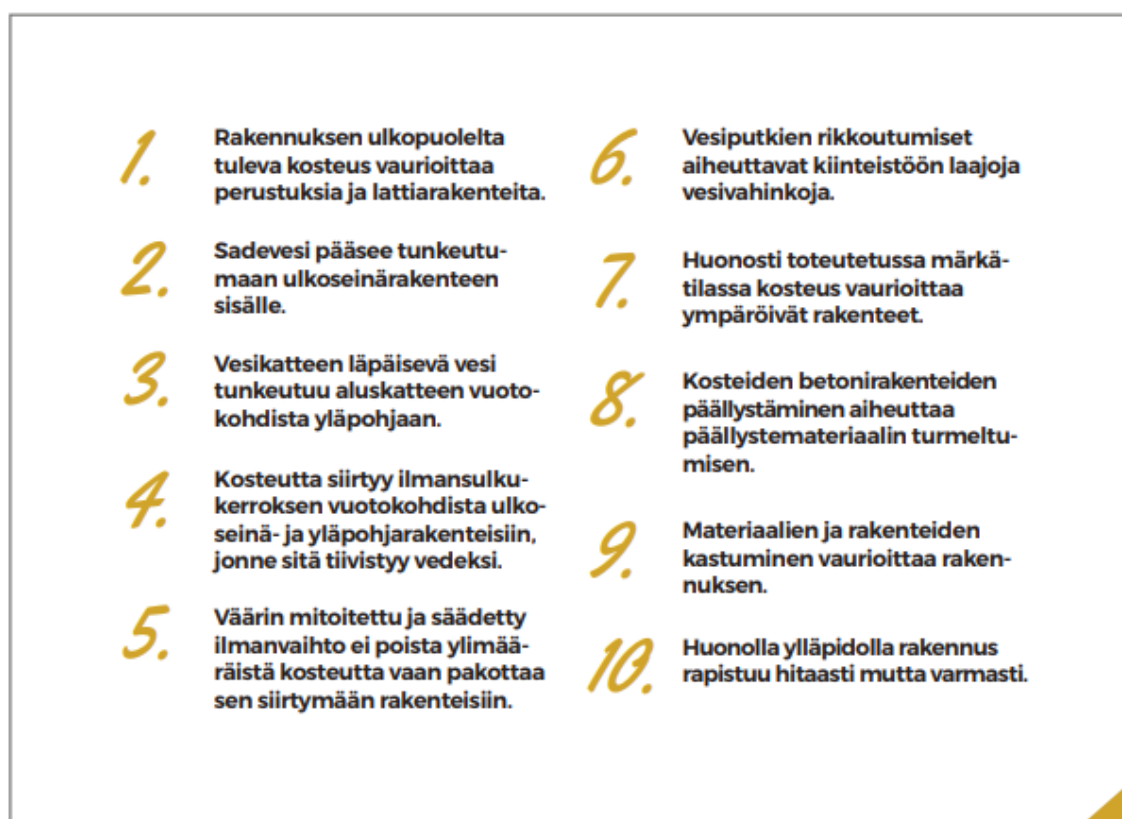 1.
Rakennuksen ulkopuolelta
tuleva kosteus vaurioittaa
perustuksia ja lattiarakenteita.
2.
Sadevesi pääsee tunkeutu-
maan ulkoseinärakenteen
sisälle.
3.
Vesikatteen läpäisevä vesi
tunkeutuu aluskatteen vuoto-
kohdista yläpohjaan.
4.
Kosteutta siirtyy ilmansulku-
kerroksen vuotokohdista ulko-
seinä- ja yläpohjarakenteisiin,
jonne sitä tiivistyy vedeksi.
5.
Väärin mitoitettu ja säädetty
ilmanvaihto ei poista ylimää-
räistä kosteutta vaan pakottaa
sen siirtymään rakenteisiin.
6.
Vesiputkien rikkoutumiset
aiheuttavat kiinteistöön laajoja
vesivahinkoja.
7.
Huonosti toteutetussa märkä-
tilassa kosteus vaurioittaa
ympäröivät rakenteet.
8.
Kosteiden betonirakenteiden
päällystäminen aiheuttaa
päällystemateriaalin turmeltu-
misen.
9.
Materiaalien ja rakenteiden
kastuminen vaurioittaa raken-
nuksen.
10.
Huonolla ylläpidolla rakennus
rapistuu hitaasti mutta varmasti.